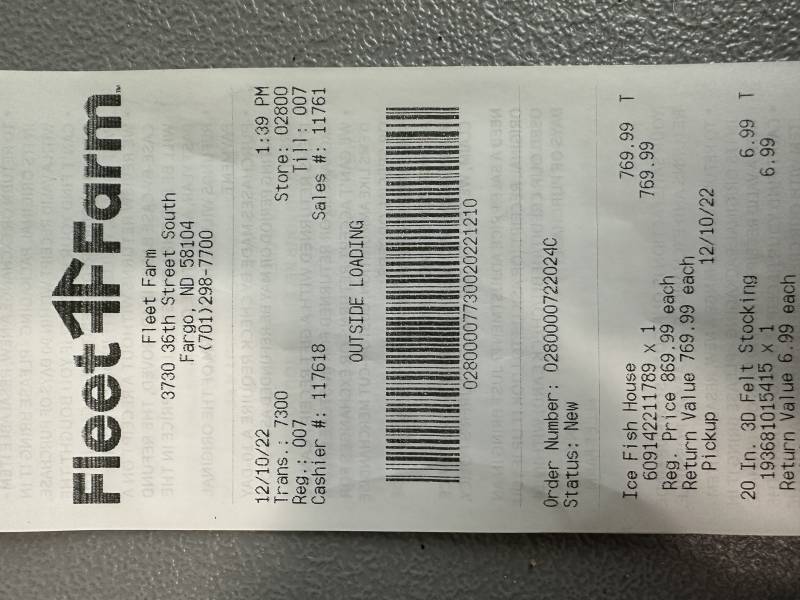 Fleet Farm™
Fleet Farm
3730 36th Street South
Fargo, ND 58104
(701)298-7700
12/10/22 1:39 PM
Trans.: 7300 Store: 02800
Reg.: 007 Till: 007
Cashier #: 117618 Sales #: 11761
OUTSIDE LOADING
02800007730020221210
Order Number: 0280000722024C
Status: New
Ice Fish House 769.99 T
609142211789 x 1 769.99
Reg. Price 869.99 each
Return Value 769.99 each
Pickup 12/10/22
20 In. 3D Felt Stocking 6.99 T
193681015415 x 1 6.99
Return Value 6.99 each